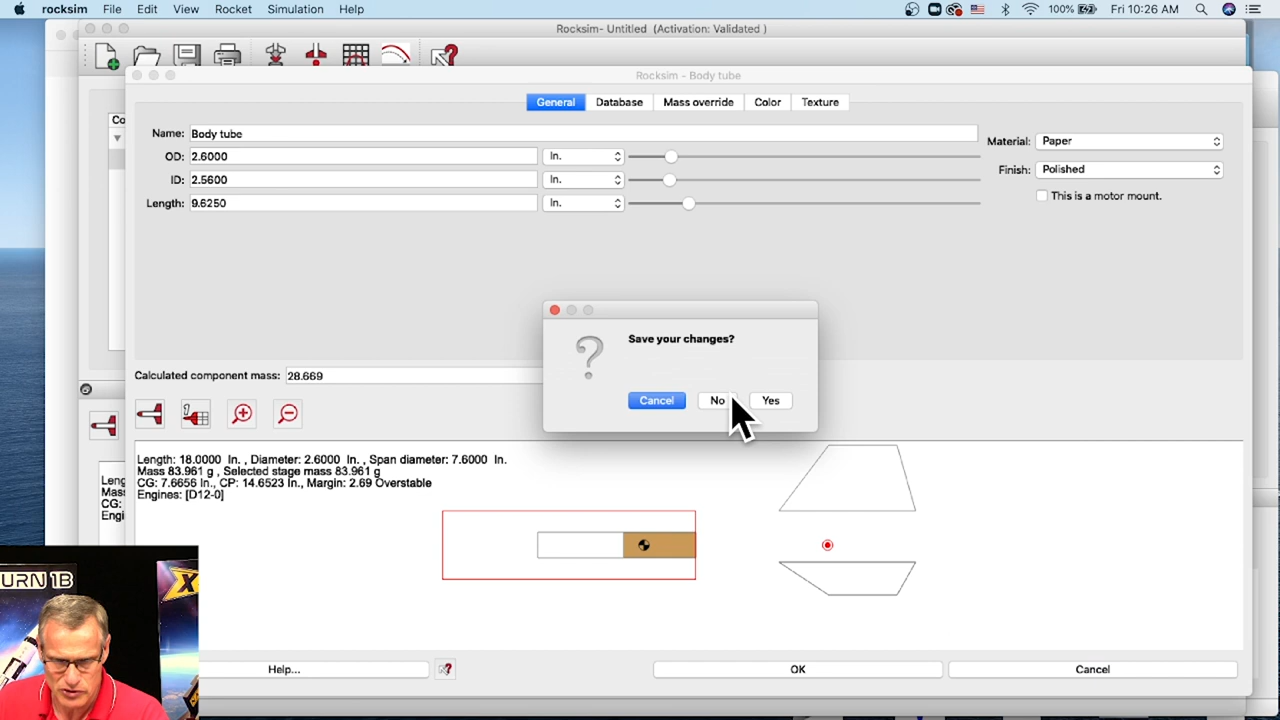 rocksim File Edit View Rocket Simulation Help 100% Fri 10:26 AM
Rocksim- Untitled (Activation: Validated )
Rocksim - Body tube
General Database Mass override Color Texture
Co
Name: Body tube
Material: Paper
OD: 2.6000 In.
Finish: Polished
ID: 2.5600 In.
This is a motor mount.
Length: 9.6250 In.
Save your changes?
Calculated component mass: 28.669
Cancel No Yes
Length: 18.0000 In. , Diameter: 2.6000 In. , Span diameter: 7.6000 In.
Mass 83.961 g , Selected stage mass 83.961 g
CG: 7.6656 In., CP: 14.6523 In., Margin: 2.69 Overstable
Engines: [D12-0]
Leng
Mass
CG:
Engi
URN 1B
X
Help... OK Cancel